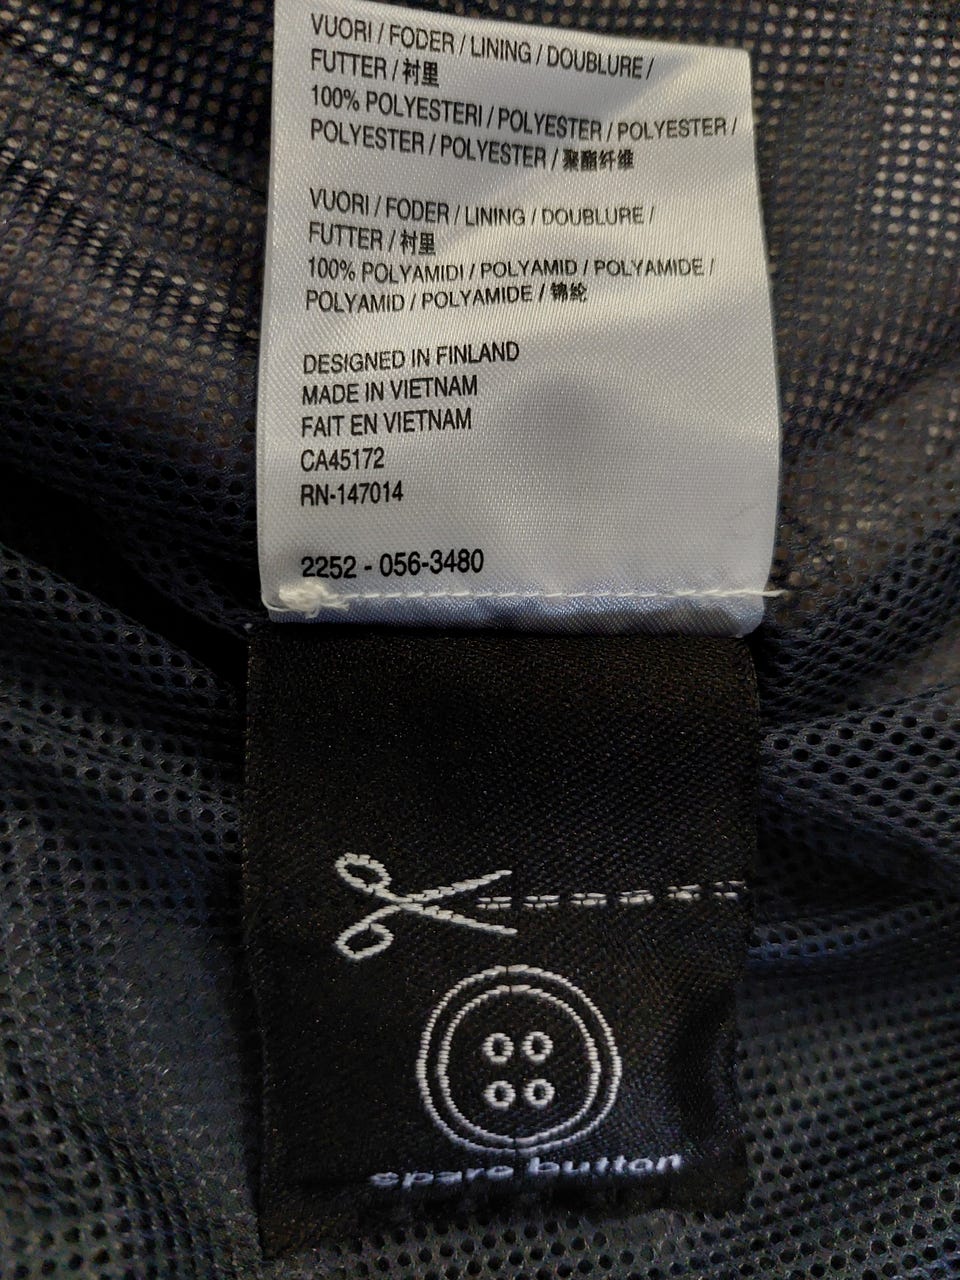 VUORI / FODER / LINING / DOUBLURE /
FUTTER / 衬里
100% POLYESTERI / POLYESTER / POLYESTER /
POLYESTER / POLYESTER / 聚酯纤维
VUORI / FODER / LINING / DOUBLURE /
FUTTER / 衬里
100% POLYAMIDI / POLYAMID / POLYAMIDE /
POLYAMID / POLYAMIDE / 锦纶
DESIGNED IN FINLAND
MADE IN VIETNAM
FAIT EN VIETNAM
CA45172
RN-147014
2252 - 056-3480
spare button